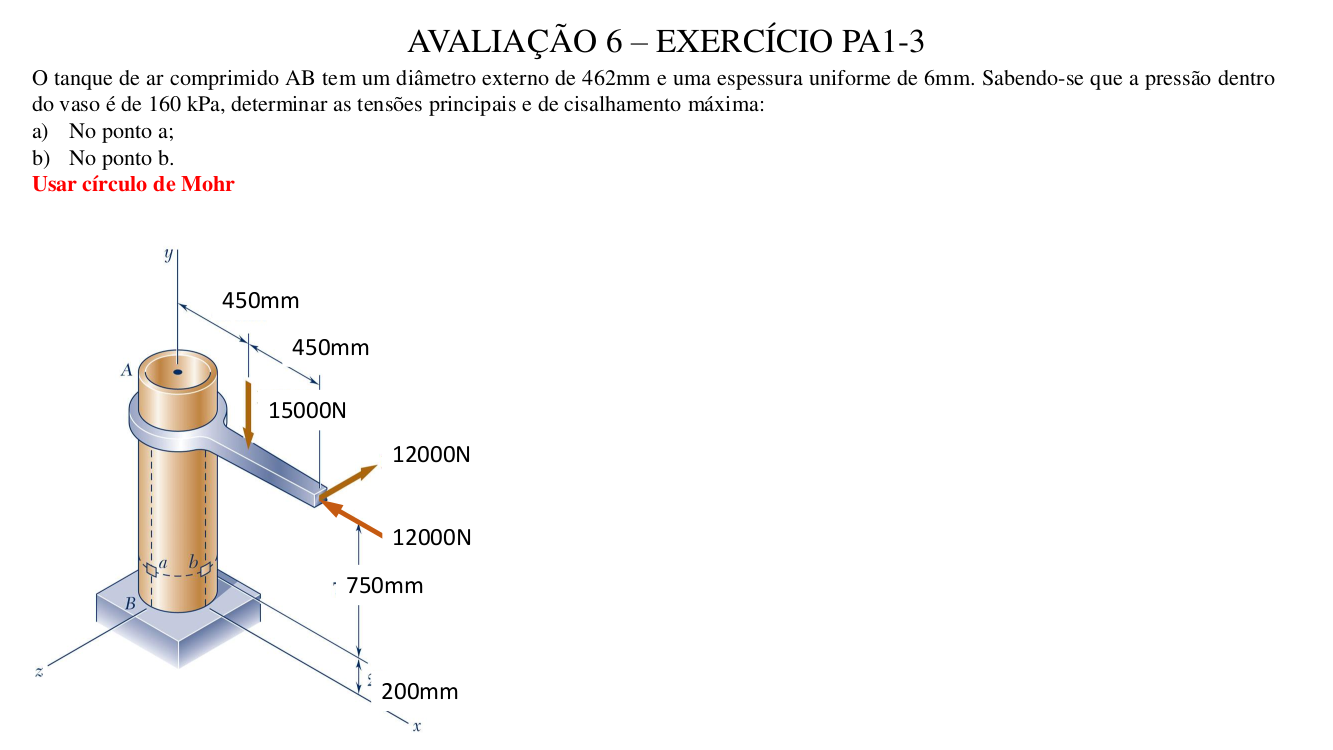 AVALIAÇÃO 6 – EXERCÍCIO PA1-3
O tanque de ar comprimido AB tem um diâmetro externo de 462mm e uma espessura uniforme de 6mm. Sabendo-se que a pressão dentro
do vaso é de 160 kPa, determinar as tensões principais e de cisalhamento máxima:
a) No ponto a;
b) No ponto b.
Usar círculo de Mohr
y
450mm
450mm
A
15000N
12000N
12000N
a
b
750mm
B
z
200mm
x